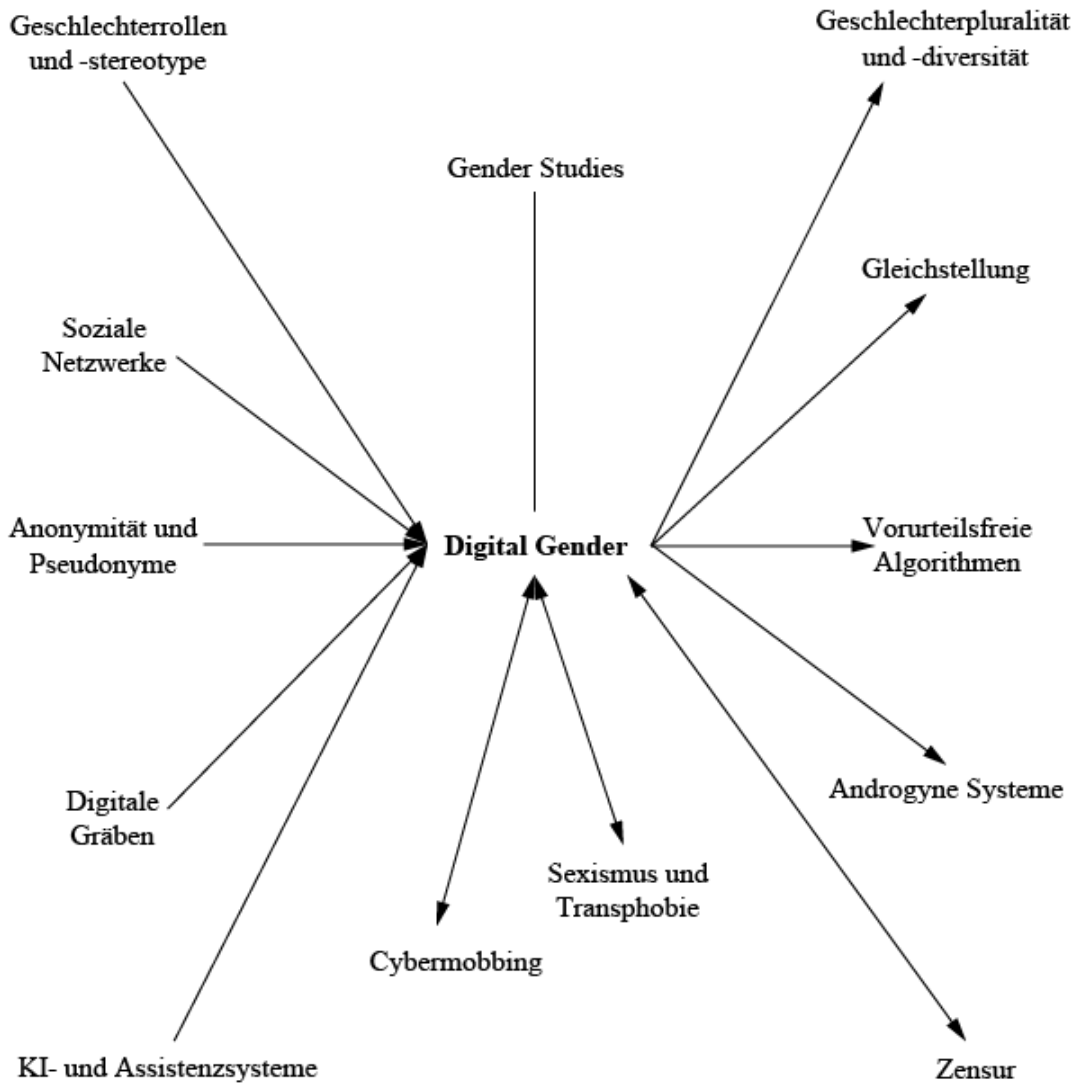 Geschlechterrollen
und -stereotype
Geschlechterpluralität
und -diversität
Gender Studies
Gleichstellung
Soziale
Netzwerke
Anonymität und
Pseudonyme
Digital Gender
Vorurteilsfreie
Algorithmen
Digitale
Gräben
Androgyne Systeme
Sexismus und
Transphobie
Cybermobbing
KI- und Assistenzsysteme
Zensur